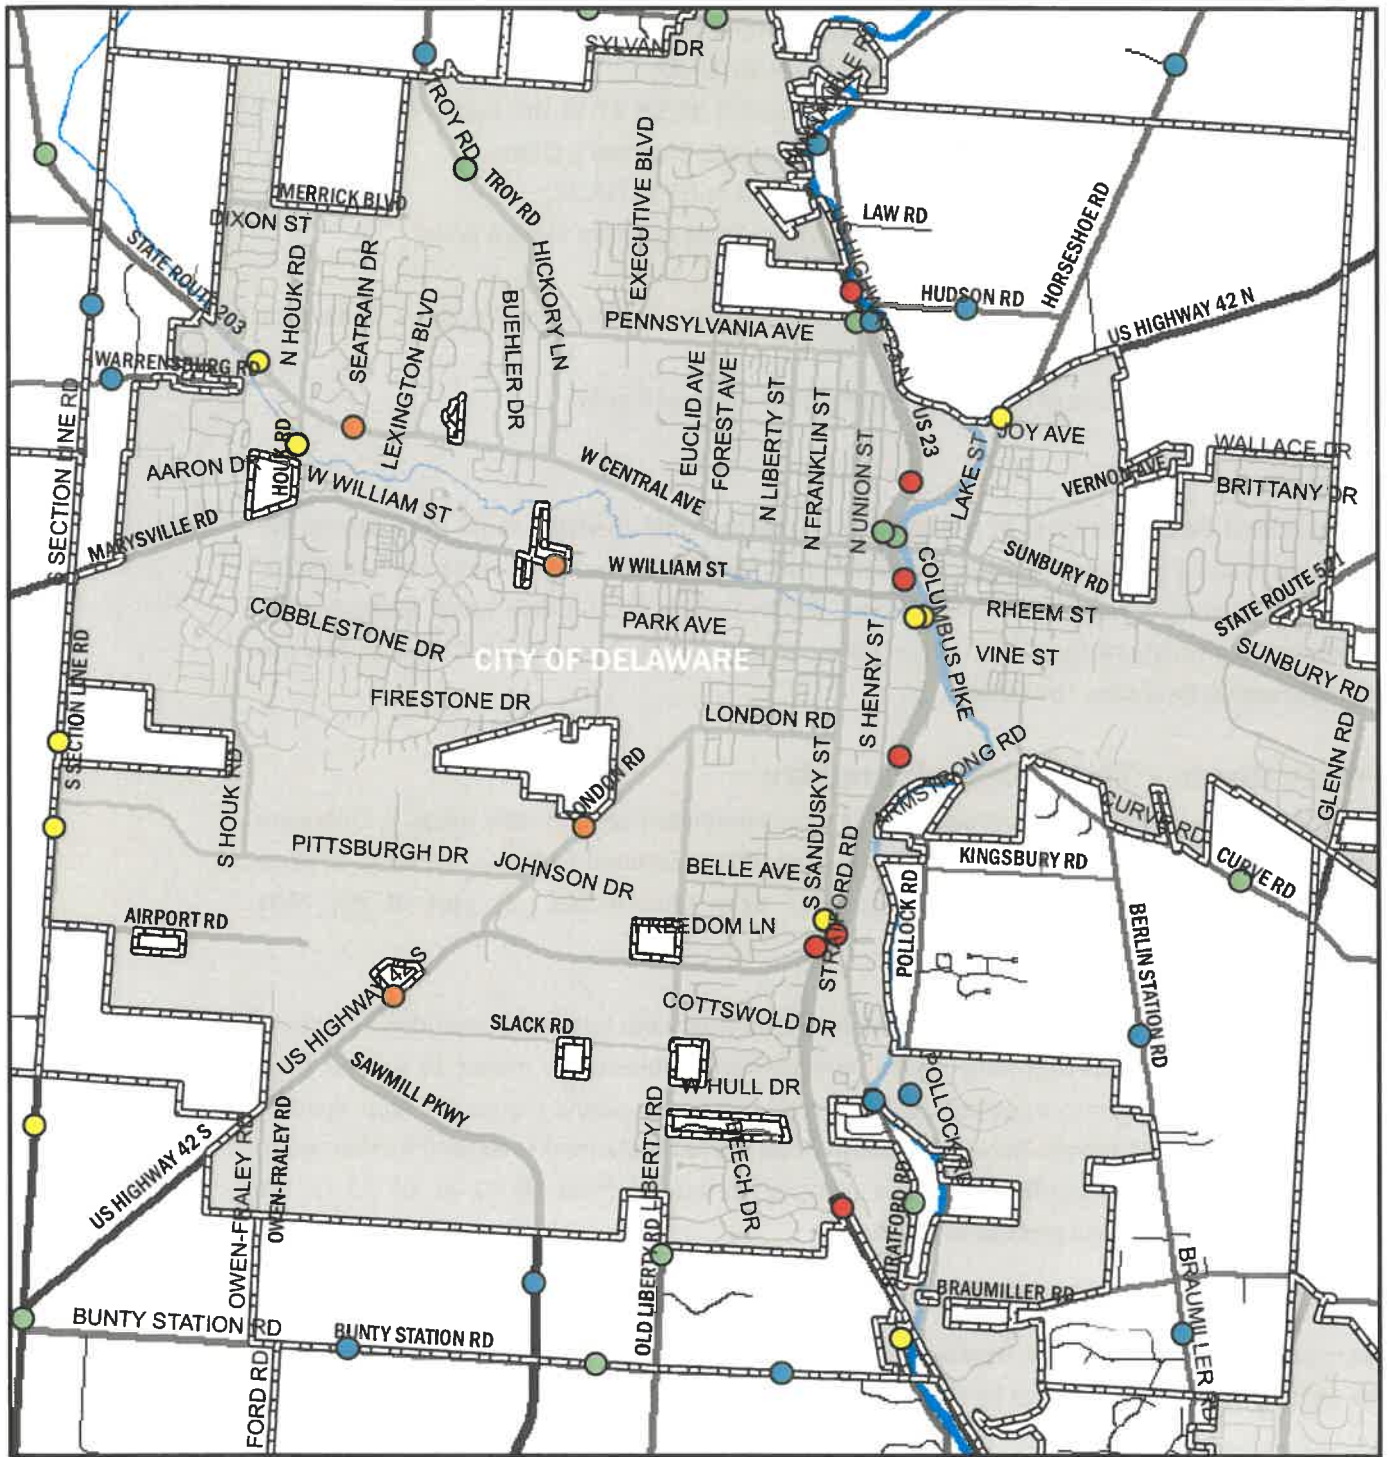 SYLVAN DR
TROY RD
TROY RD
EXECUTIVE BLVD
MERRICK BLVD
DIXON ST
LAW RD
HORSESHOE RD
STATE ROUTE 203
N HOUK RD
SEATRAIN DR
LEXINGTON BLVD
BUEHLER DR
HICKORY LN
HUDSON RD
US HIGHWAY 42 N
PENNSYLVANIA AVE
WARRENSBURG RD
EUCLID AVE
FOREST AVE
N LIBERTY ST
N FRANKLIN ST
N UNION ST
US 23
LAKE ST
JOY AVE
WALLACE DR
VERNON AVE
BRITTANY DR
S SECTION LINE RD
AARON DR
HOUK RD
W WILLIAM ST
W CENTRAL AVE
MARYSVILLE RD
W WILLIAM ST
SUNBURY RD
COLUMBUS PIKE
RHEEM ST
STATE ROUTE 521
COBBLESTONE DR
PARK AVE
VINE ST
SUNBURY RD
CITY OF DELAWARE
S SECTION LINE RD
FIRESTONE DR
LONDON RD
S HENRY ST
ARMSTRONG RD
GLENN RD
S HOUK RD
LONDON RD
S SANDUSKY ST
CURVE RD
PITTSBURGH DR
JOHNSON DR
BELLE AVE
STRATFORD RD
KINGSBURY RD
CURVE RD
AIRPORT RD
FREEDOM LN
POLLOCK RD
BERLIN STATION RD
US HIGHWAY 42 S
COTTSWOLD DR
SLACK RD
SAWMILL PKWY
W HULL DR
POLLOCK RD
US HIGHWAY 42 S
OWEN-FRALEY RD
OWEN-FRALEY RD
LIBERTY RD
BEECH DR
STRATFORD RD
BRAUMILLER RD
BRAUMILLER RD
OLD LIBERTY RD
BUNTY STATION RD
BUNTY STATION RD
FORD RD